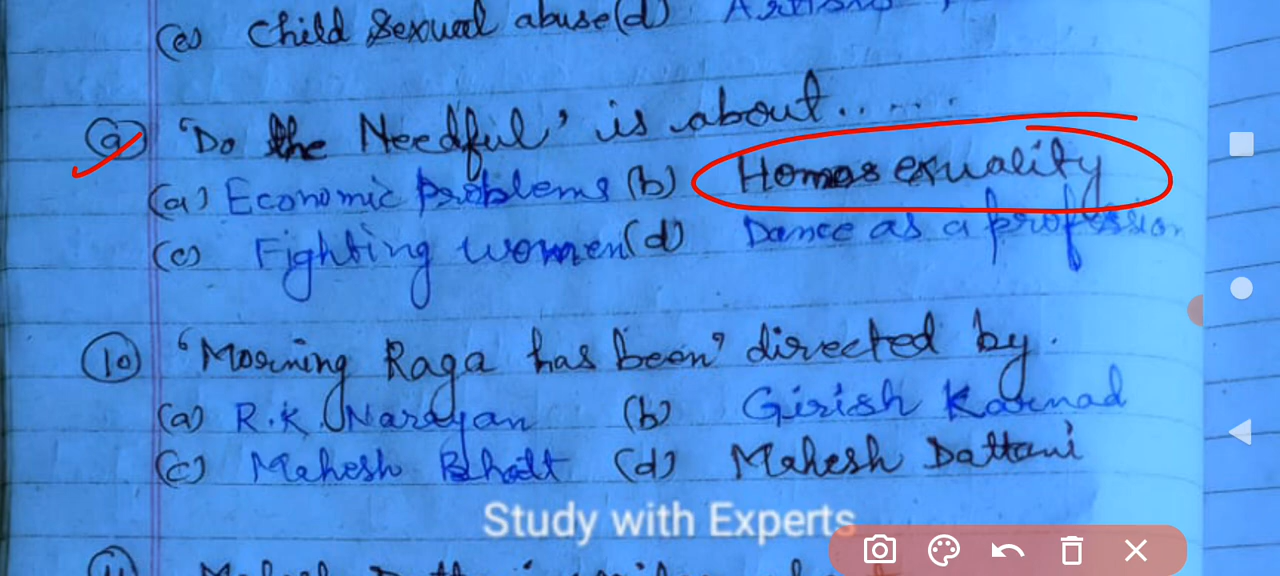 (c) Child Sexual abuse (d)
9 'Do the Needful' is about......
(a) Economic Problems (b) Homosexuality
(c) Fighting women (d) Dance as a profession
10 'Morning Raga has been' directed by.
(a) R.K. Narayan (b) Girish Karnad
(c) Mahesh Bhatt (d) Mahesh Dattani
Study with Experts